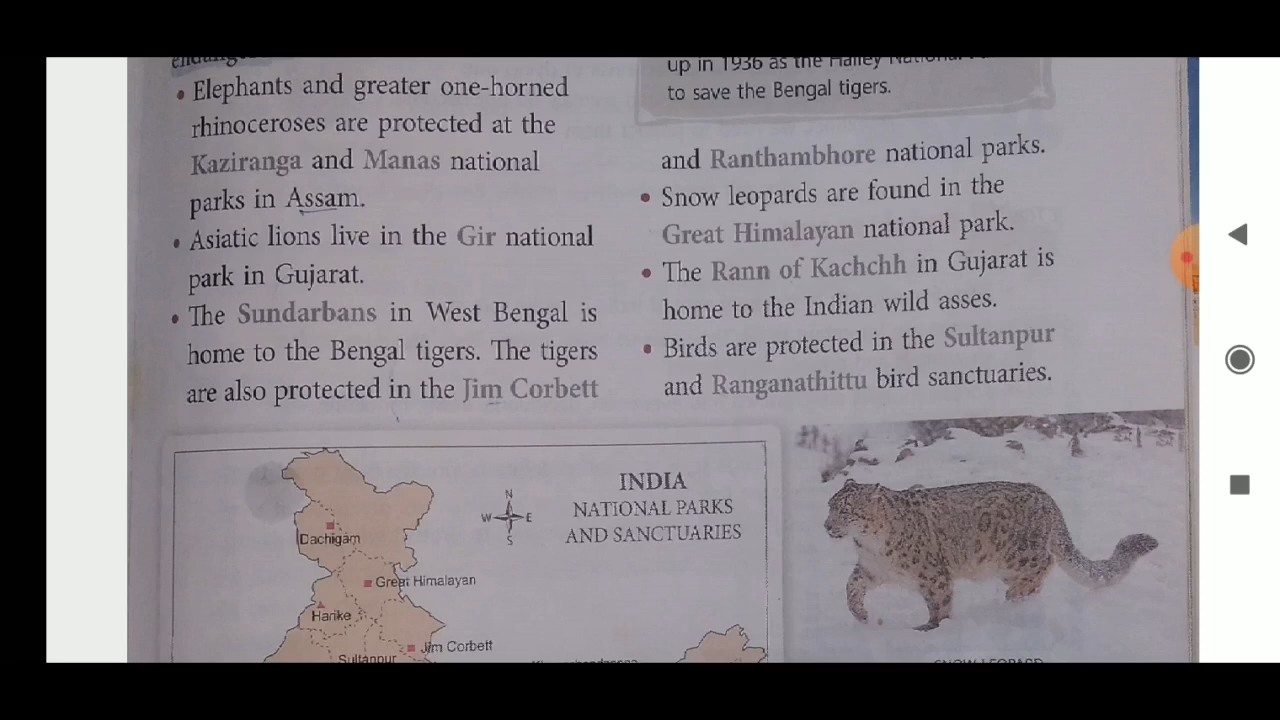 Elephants and greater one-horned
rhinoceroses are protected at the
Kaziranga and Manas national
parks in Assam.
Asiatic lions live in the Gir national
park in Gujarat.
The Sundarbans in West Bengal is
home to the Bengal tigers. The tigers
are also protected in the Jim Corbett
up in 1936 as the Hailey
to save the Bengal tigers.
and Ranthambhore national parks.
Snow leopards are found in the
Great Himalayan national park.
The Rann of Kachchh in Gujarat is
home to the Indian wild asses.
Birds are protected in the Sultanpur
and Ranganathittu bird sanctuaries.
INDIA
NATIONAL PARKS
AND SANCTUARIES
N
W E
S
Dachigam
Great Himalayan
Harike
Jim Corbett
Sultanpur
SNOW LEOPARD